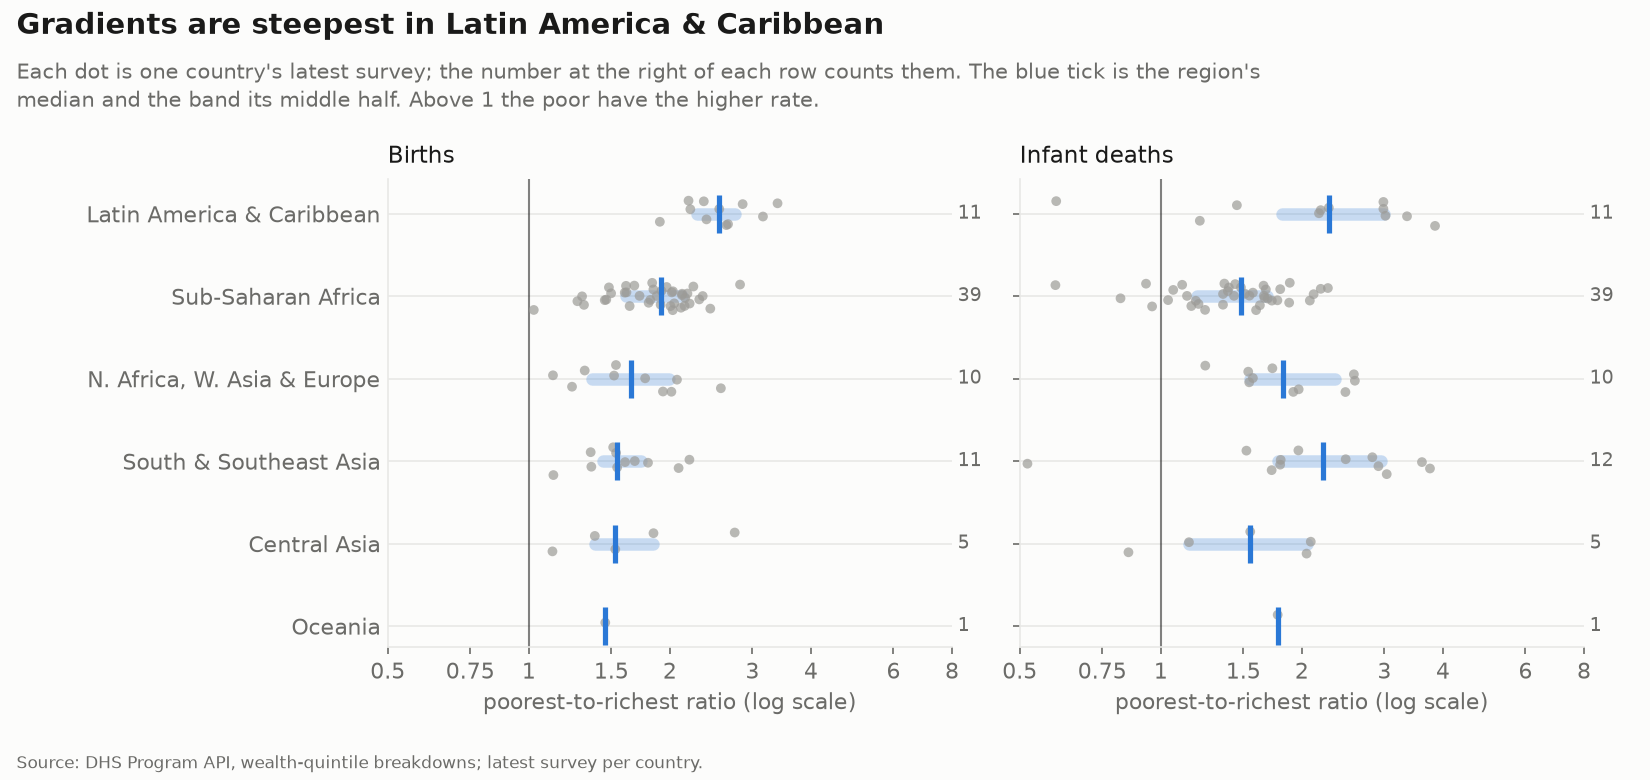 Gradients are steepest in Latin America & Caribbean
Each dot is one country's latest survey; the number at the right of each row counts them. The blue tick is the region's
median and the band its middle half. Above 1 the poor have the higher rate.
Births
Infant deaths
Latin America & Caribbean
11
11
Sub-Saharan Africa
39
39
N. Africa, W. Asia & Europe
10
10
South & Southeast Asia
11
12
Central Asia
5
5
Oceania
1
1
0.5 0.75 1 1.5 2 3 4 6 8
0.5 0.75 1 1.5 2 3 4 6 8
poorest-to-richest ratio (log scale)
poorest-to-richest ratio (log scale)
Source: DHS Program API, wealth-quintile breakdowns; latest survey per country.